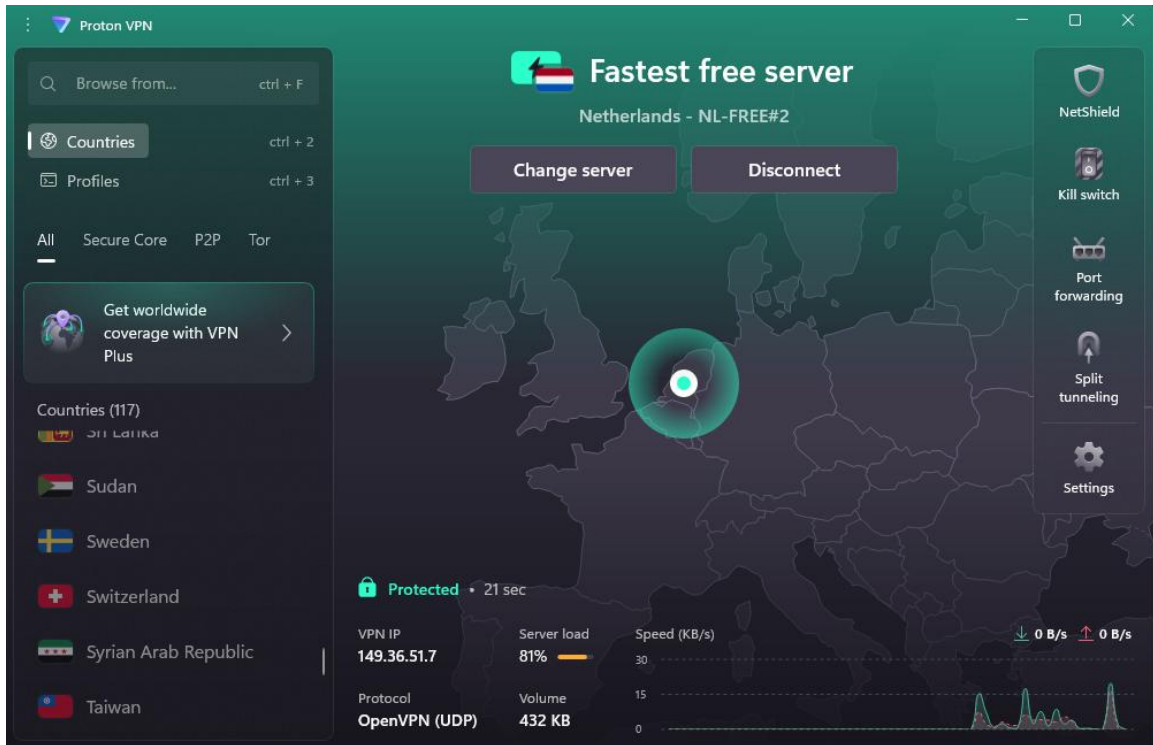 Proton VPN
Browse from... ctrl + F
Countries ctrl + 2
Profiles ctrl + 3
All Secure Core P2P Tor
Get worldwide
coverage with VPN
Plus
Countries (117)
Sri Lanka
Sudan
Sweden
Switzerland
Syrian Arab Republic
Taiwan
Fastest free server
Netherlands - NL-FREE#2
Change server Disconnect
Protected • 21 sec
VPN IP
149.36.51.7
Server load
81%
Protocol
OpenVPN (UDP)
Volume
432 KB
Speed (KB/s) 0 B/s 0 B/s
30
15
0
NetShield
Kill switch
Port
forwarding
Split
tunneling
Settings